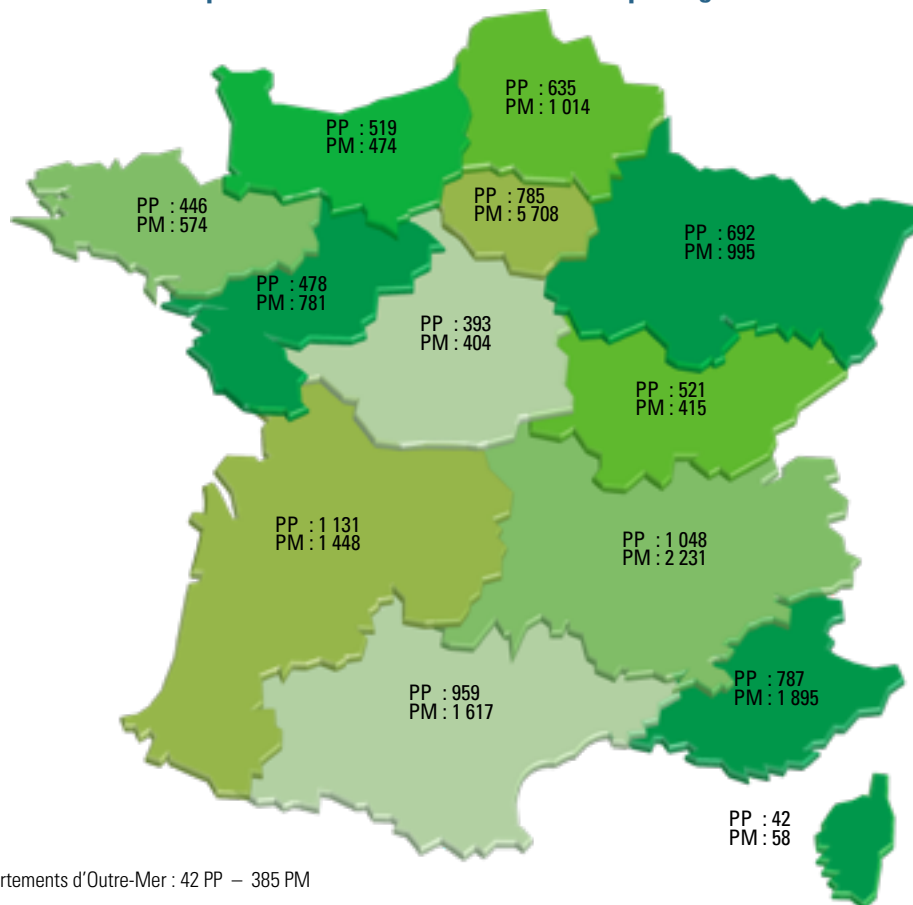 PP : 635
PM : 1 014
PP : 519
PM : 474
PP : 785
PM : 5 708
PP : 446
PM : 574
PP : 692
PM : 995
PP : 478
PM : 781
PP : 393
PM : 404
PP : 521
PM : 415
PP : 1 131
PM : 1 448
PP : 1 048
PM : 2 231
PP : 787
PM : 1 895
PP : 959
PM : 1 617
PP : 42
PM : 58
rtements d’Outre-Mer : 42 PP – 385 PM